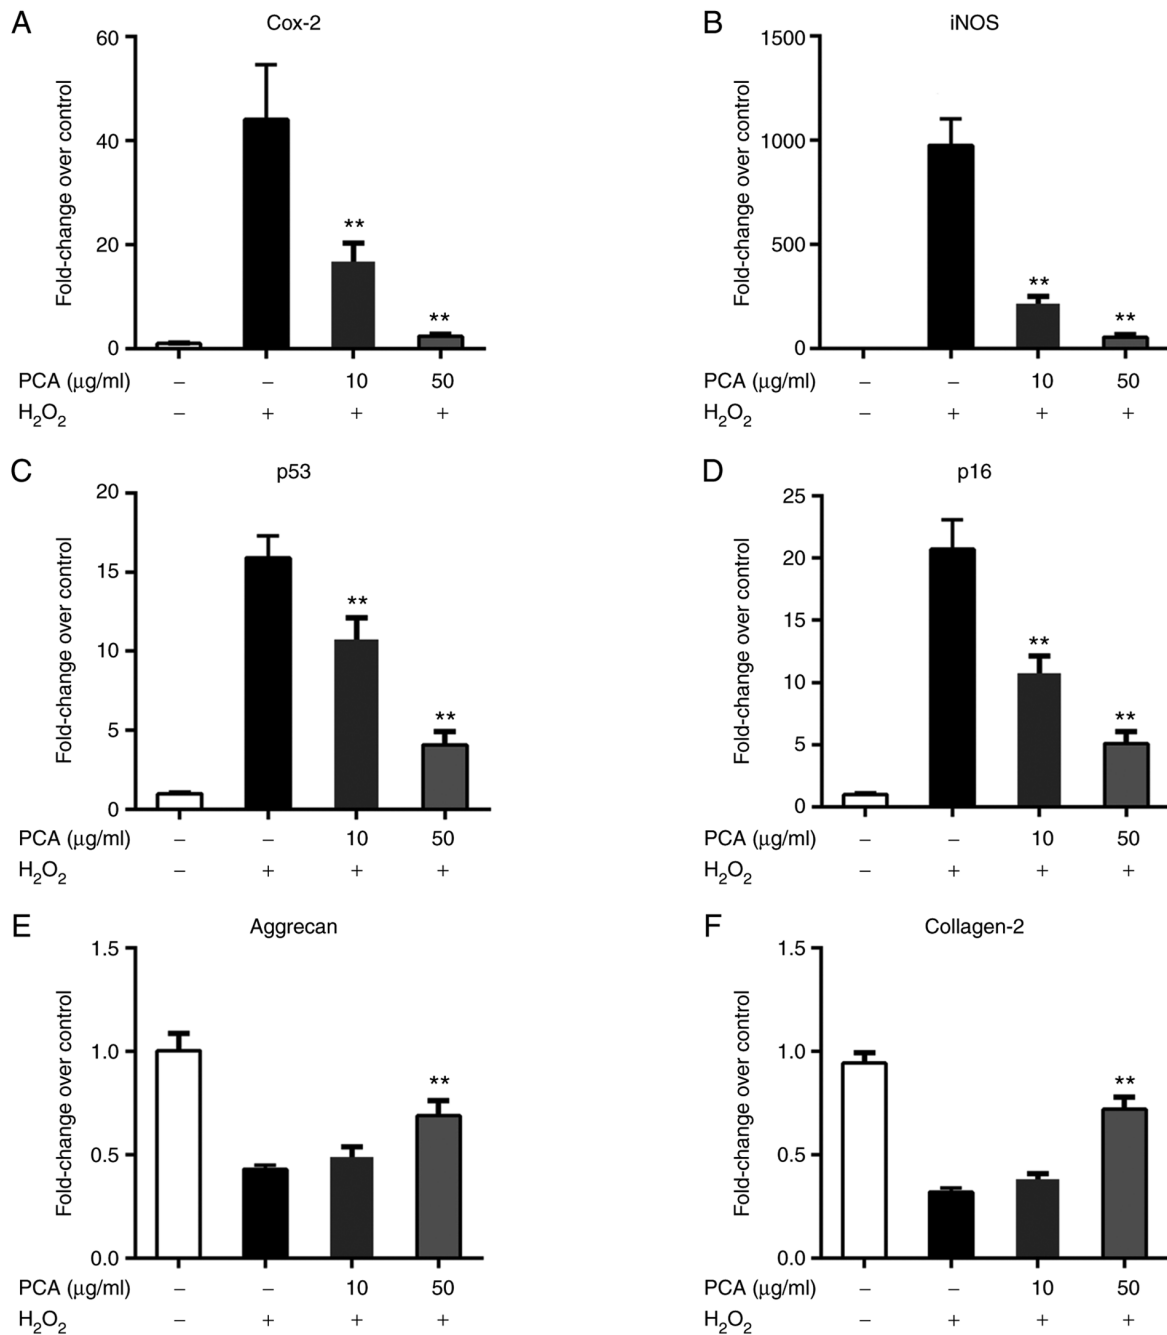 A
Cox-2
60
40
20
0
Fold-change over control
**
**
PCA (μg/ml) – – 10 50
H₂O₂ – + + +
B
iNOS
1500
1000
500
0
Fold-change over control
**
**
PCA (μg/ml) – – 10 50
H₂O₂ – + + +
C
p53
20
15
10
5
0
Fold-change over control
**
**
PCA (μg/ml) – – 10 50
H₂O₂ – + + +
D
p16
25
20
15
10
5
0
Fold-change over control
**
**
PCA (μg/ml) – – 10 50
H₂O₂ – + + +
E
Aggrecan
1.5
1.0
0.5
0.0
Fold-change over control
**
PCA (μg/ml) – – 10 50
H₂O₂ – + + +
F
Collagen-2
1.5
1.0
0.5
0.0
Fold-change over control
**
PCA (μg/ml) – – 10 50
H₂O₂ – + + +